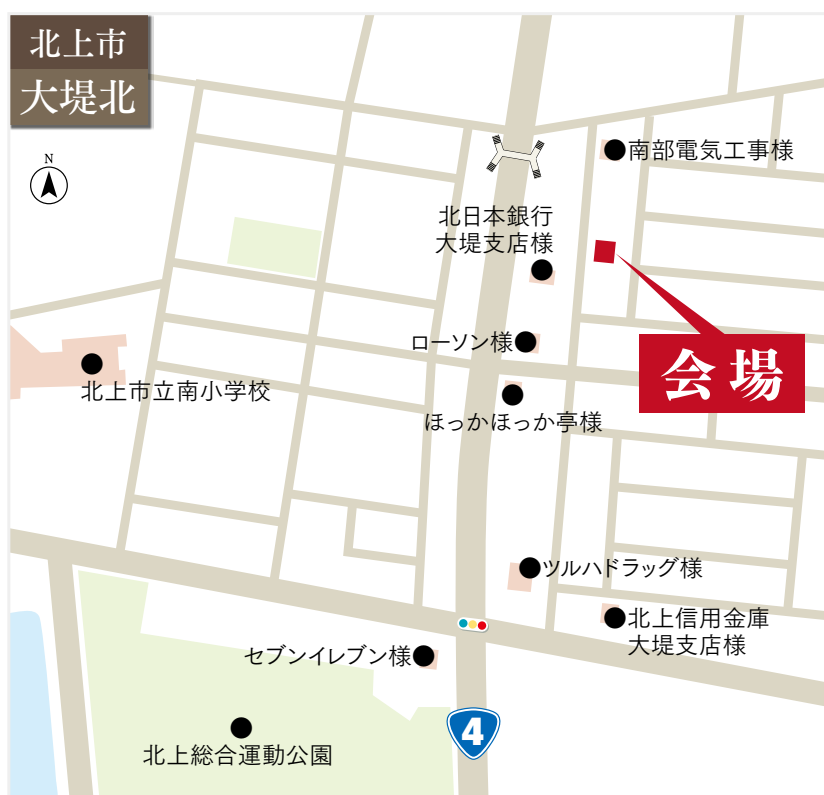 北上市
大堤北
N
南部電気工事様
北日本銀行
大堤支店様
ローソン様
会場
北上市立南小学校
ほっかほっか亭様
ツルハドラッグ様
北上信用金庫
大堤支店様
セブンイレブン様
4
北上総合運動公園